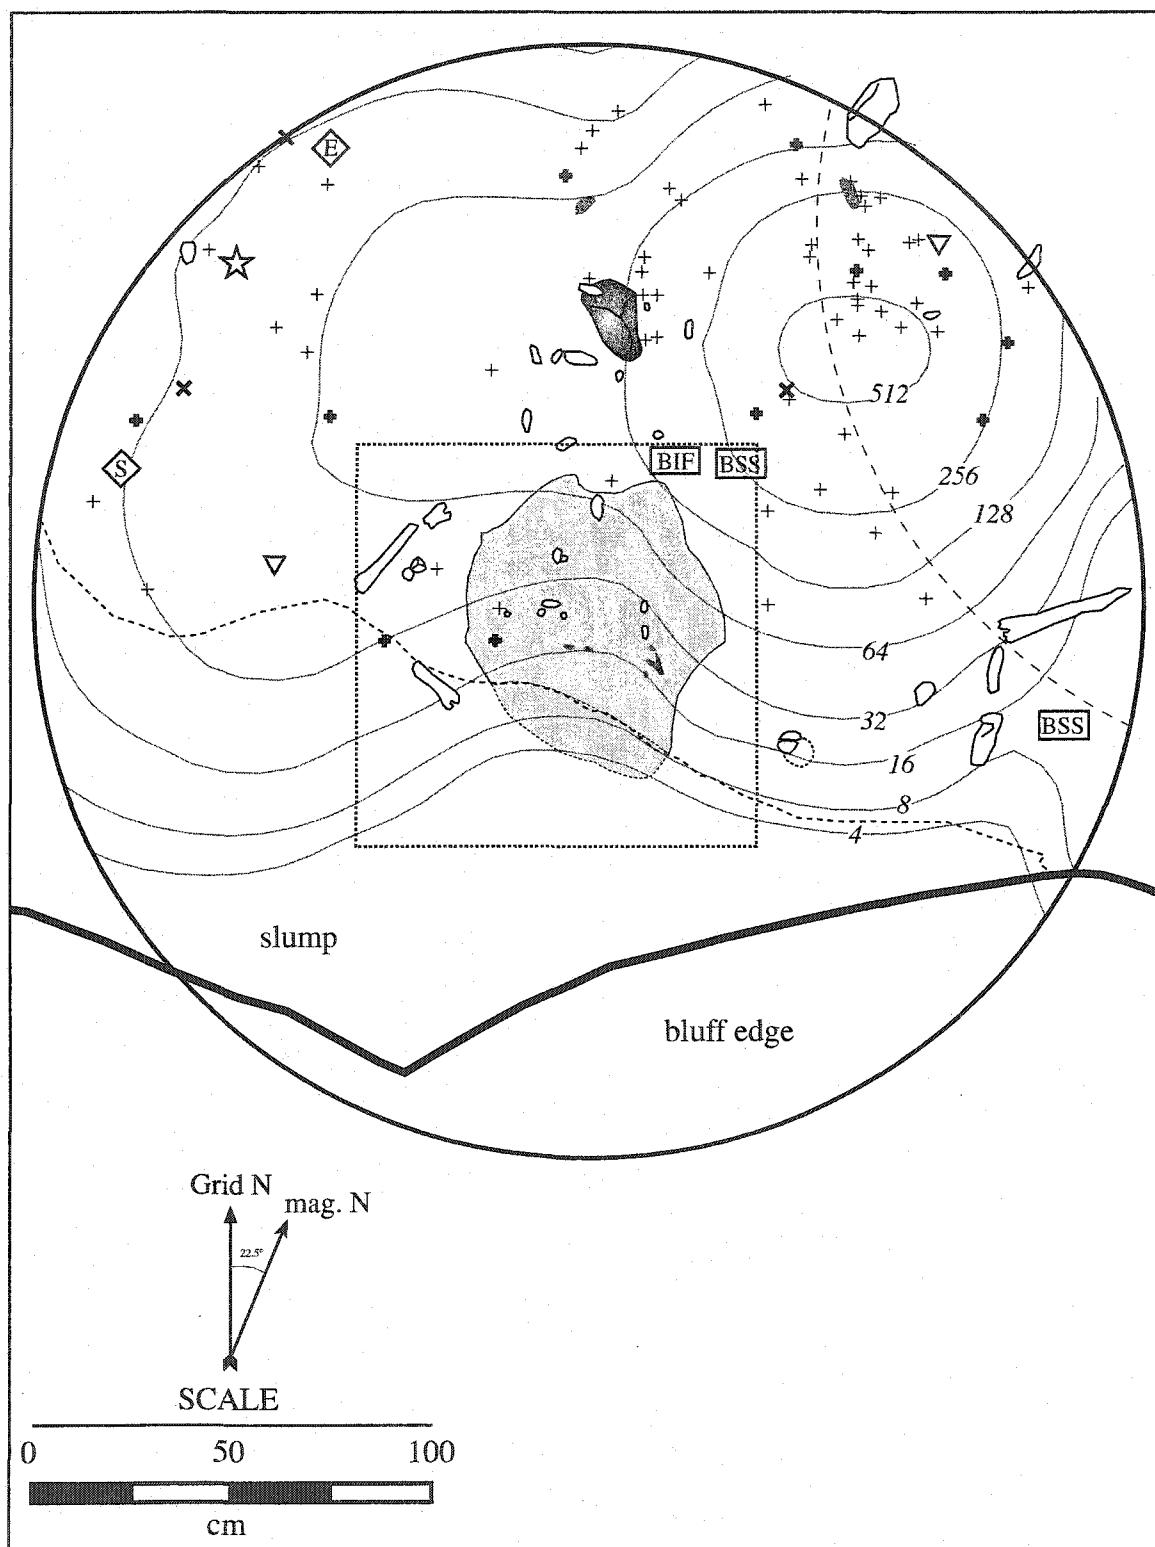 E
S
512
BIF BSS
256
128
64
32
BSS
16
8
4
slump
bluff edge
Grid N
mag. N
22.5°
SCALE
0 50 100
cm